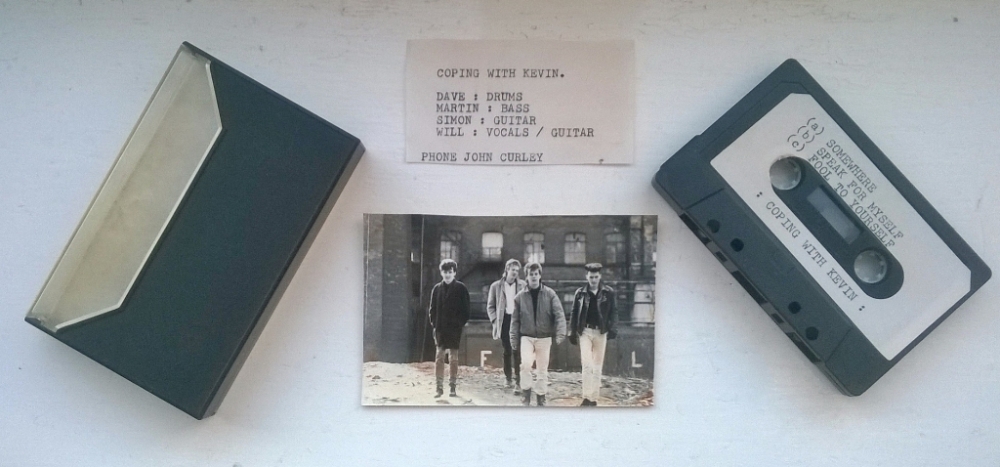 COPING WITH KEVIN.
DAVE : DRUMS
MARTIN : BASS
SIMON : GUITAR
WILL : VOCALS / GUITAR
PHONE JOHN CURLEY
(a) SOMEWHERE
(b) SPEAK FOR MYSELF
(c) FOOL TO YOURSELF
: COPING WITH KEVIN :
F L